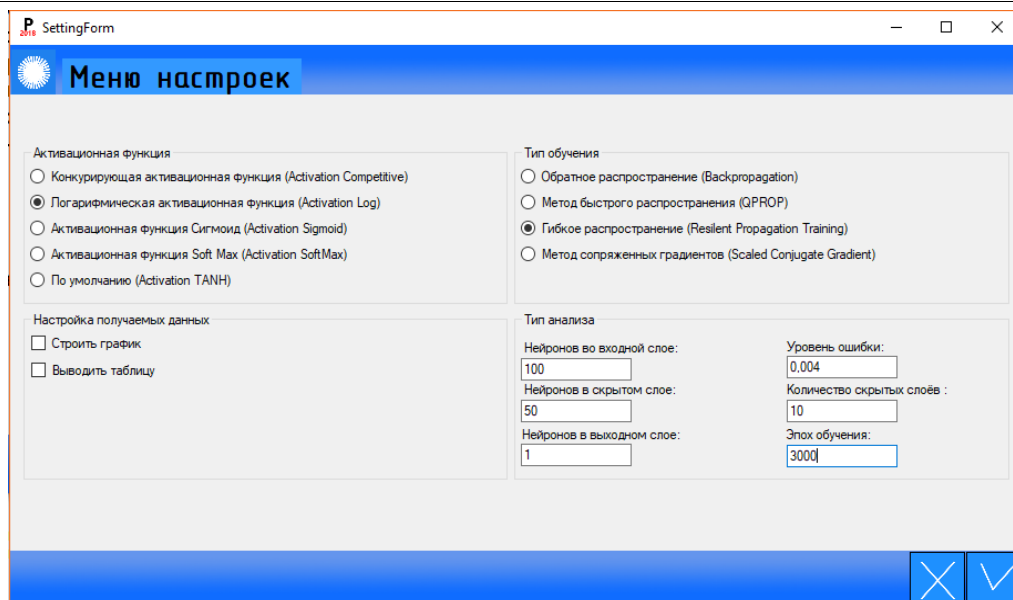 P 2018 SettingForm
Меню настроек
Активационная функция
Конкурирующая активационная функция (Activation Competitive)
Логарифмическая активационная функция (Activation Log)
Активационная функция Сигмоид (Activation Sigmoid)
Активационная функция Soft Max (Activation SoftMax)
По умолчанию (Activation TANH)
Тип обучения
Обратное распространение (Backpropagation)
Метод быстрого распространения (QPROP)
Гибкое распространение (Resilent Propagation Training)
Метод сопряженных градиентов (Scaled Conjugate Gradient)
Настройка получаемых данных
Строить график
Выводить таблицу
Тип анализа
Нейронов во входной слое:
100
Нейронов в скрытом слое:
50
Нейронов в выходном слое:
1
Уровень ошибки:
0,004
Количество скрытых слоёв :
10
Эпох обучения:
3000